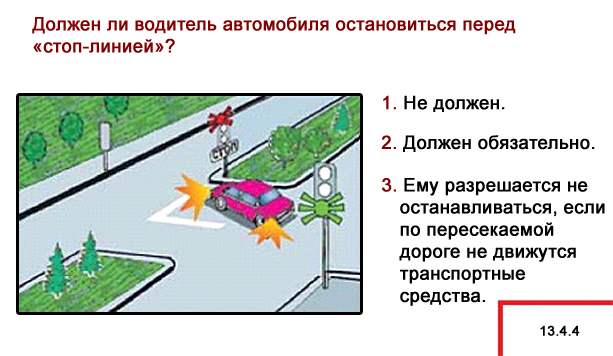 Должен ли водитель автомобиля остановиться перед
«стоп-линией»?
1. Не должен.
2. Должен обязательно.
3. Ему разрешается не
останавливаться, если
по пересекаемой
дороге не движутся
транспортные
средства.
СТОП
13.4.4